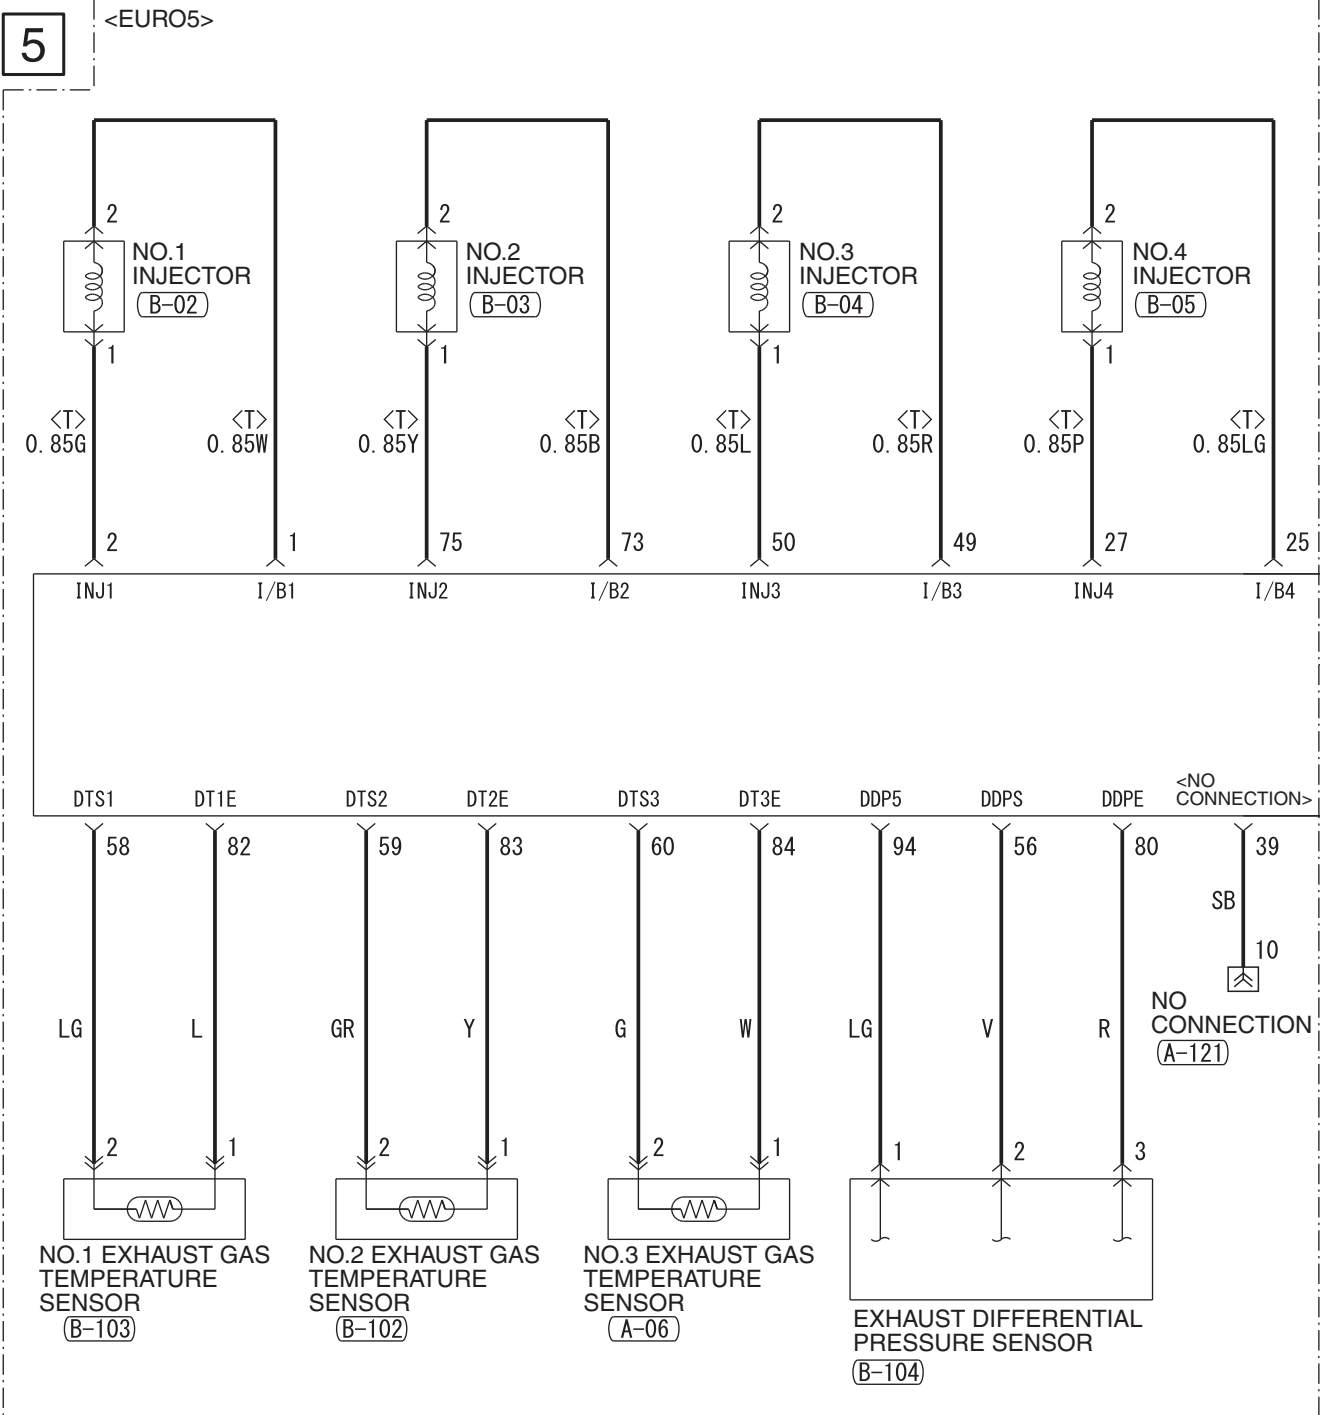 5
<EURO5>
2 2 2 2
NO.1 NO.2 NO.3 NO.4
INJECTOR INJECTOR INJECTOR INJECTOR
B-02 B-03 B-04 B-05
1 1 1 1
<T> <T> <T> <T> <T> <T> <T> <T>
0.85G 0.85W 0.85Y 0.85B 0.85L 0.85R 0.85P 0.85LG
2 1 75 73 50 49 27 25
INJ1 I/B1 INJ2 I/B2 INJ3 I/B3 INJ4 I/B4
<NO
DTS1 DT1E DTS2 DT2E DTS3 DT3E DDP5 DDPS DDPE CONNECTION>
58 82 59 83 60 84 94 56 80 39
SB
10
NO
LG L GR Y G W LG V R CONNECTION
A-121
2 1 2 1 2 1 1 2 3
NO.1 EXHAUST GAS
TEMPERATURE
SENSOR
B-103
NO.2 EXHAUST GAS
TEMPERATURE
SENSOR
B-102
NO.3 EXHAUST GAS
TEMPERATURE
SENSOR
A-06
EXHAUST DIFFERENTIAL
PRESSURE SENSOR
B-104